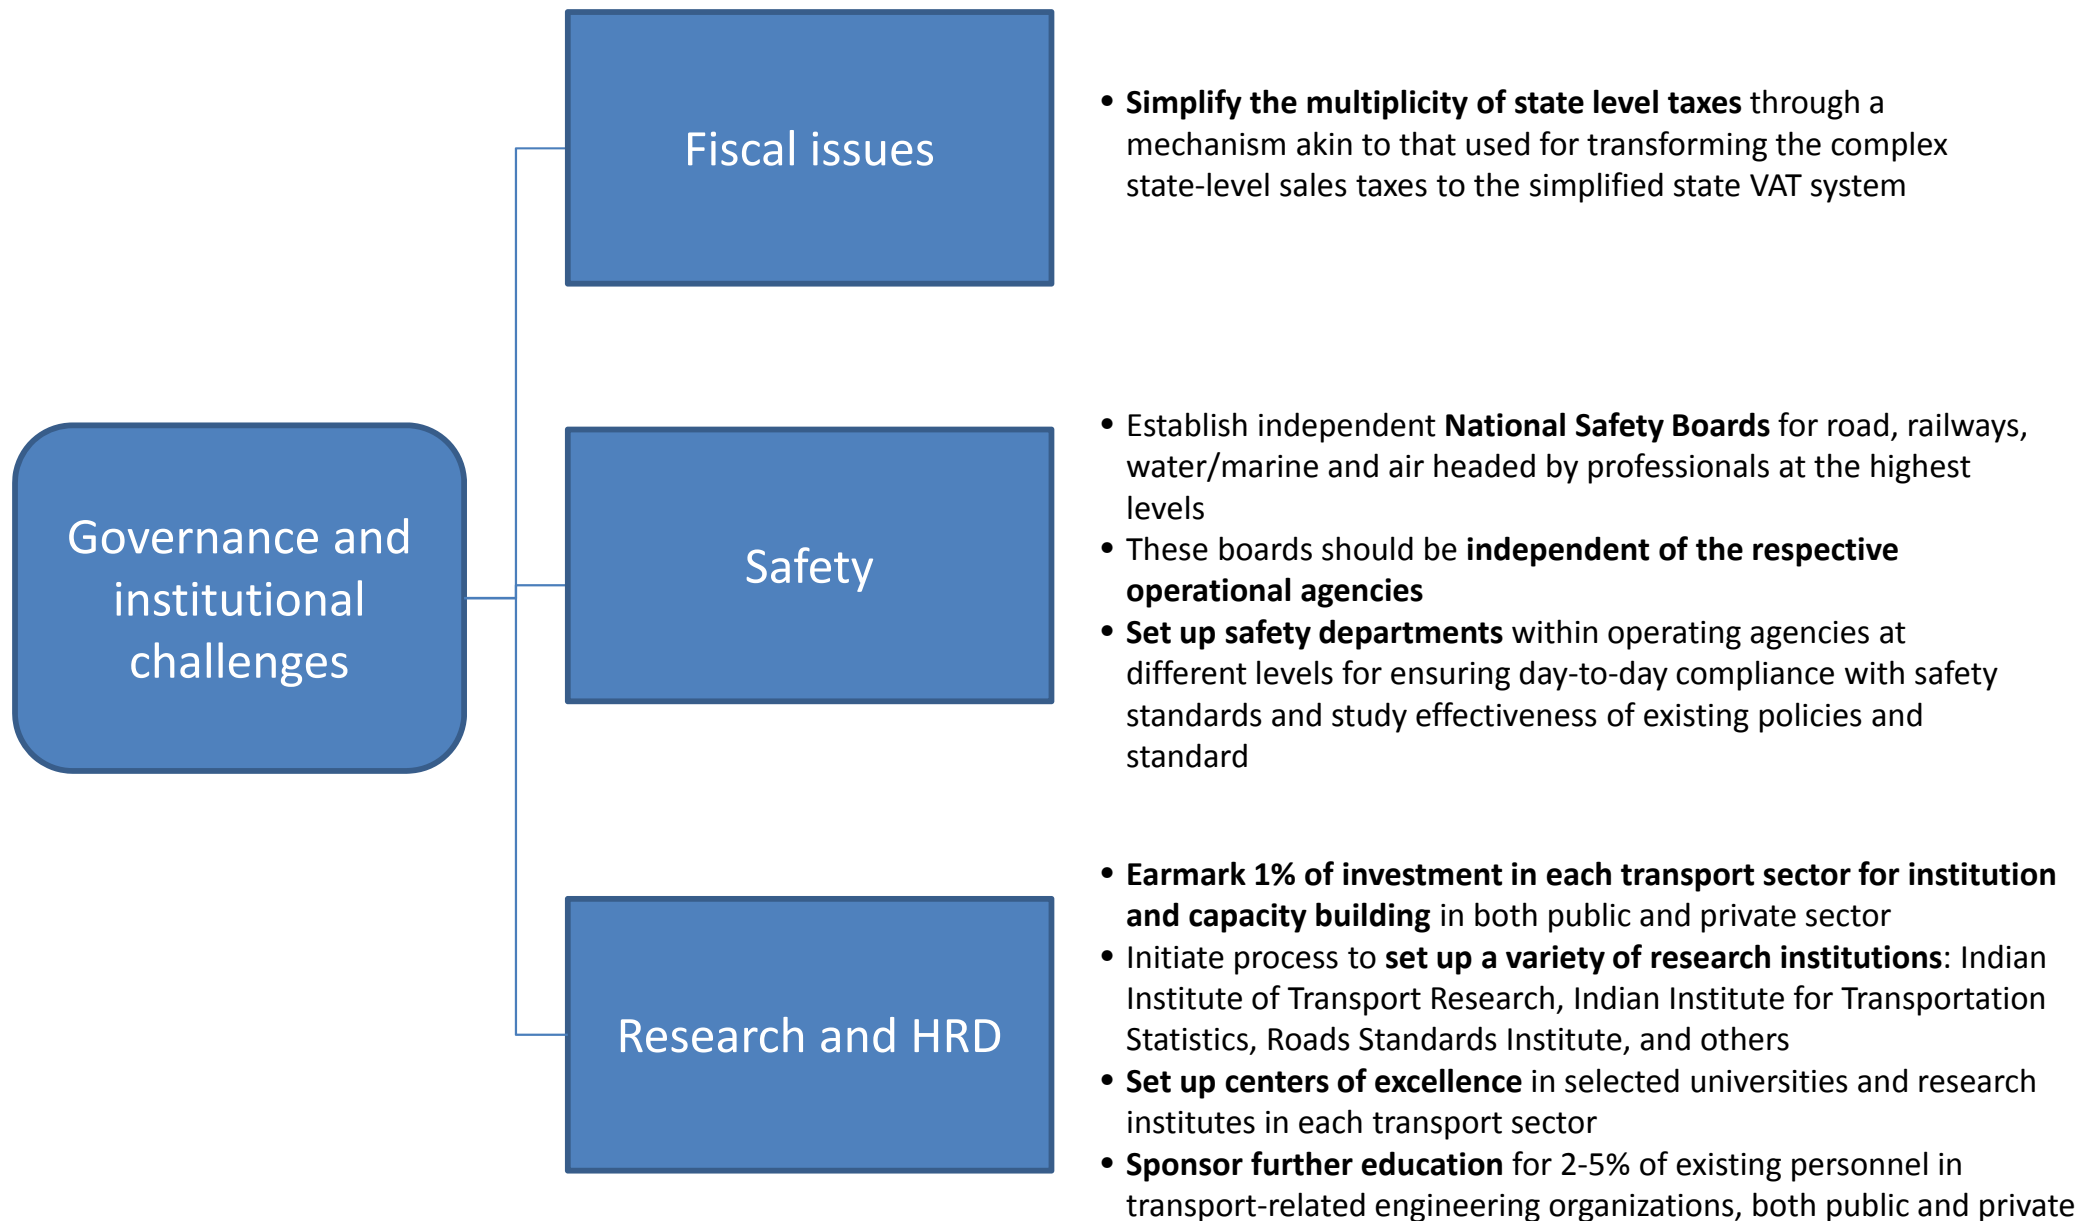 Fiscal issues
• Simplify the multiplicity of state level taxes through a
mechanism akin to that used for transforming the complex
state-level sales taxes to the simplified state VAT system
Governance and
institutional
challenges
Safety
• Establish independent National Safety Boards for road, railways,
water/marine and air headed by professionals at the highest
levels
• These boards should be independent of the respective
operational agencies
• Set up safety departments within operating agencies at
different levels for ensuring day-to-day compliance with safety
standards and study effectiveness of existing policies and
standard
Research and HRD
• Earmark 1% of investment in each transport sector for institution
and capacity building in both public and private sector
• Initiate process to set up a variety of research institutions: Indian
Institute of Transport Research, Indian Institute for Transportation
Statistics, Roads Standards Institute, and others
• Set up centers of excellence in selected universities and research
institutes in each transport sector
• Sponsor further education for 2-5% of existing personnel in
transport-related engineering organizations, both public and private